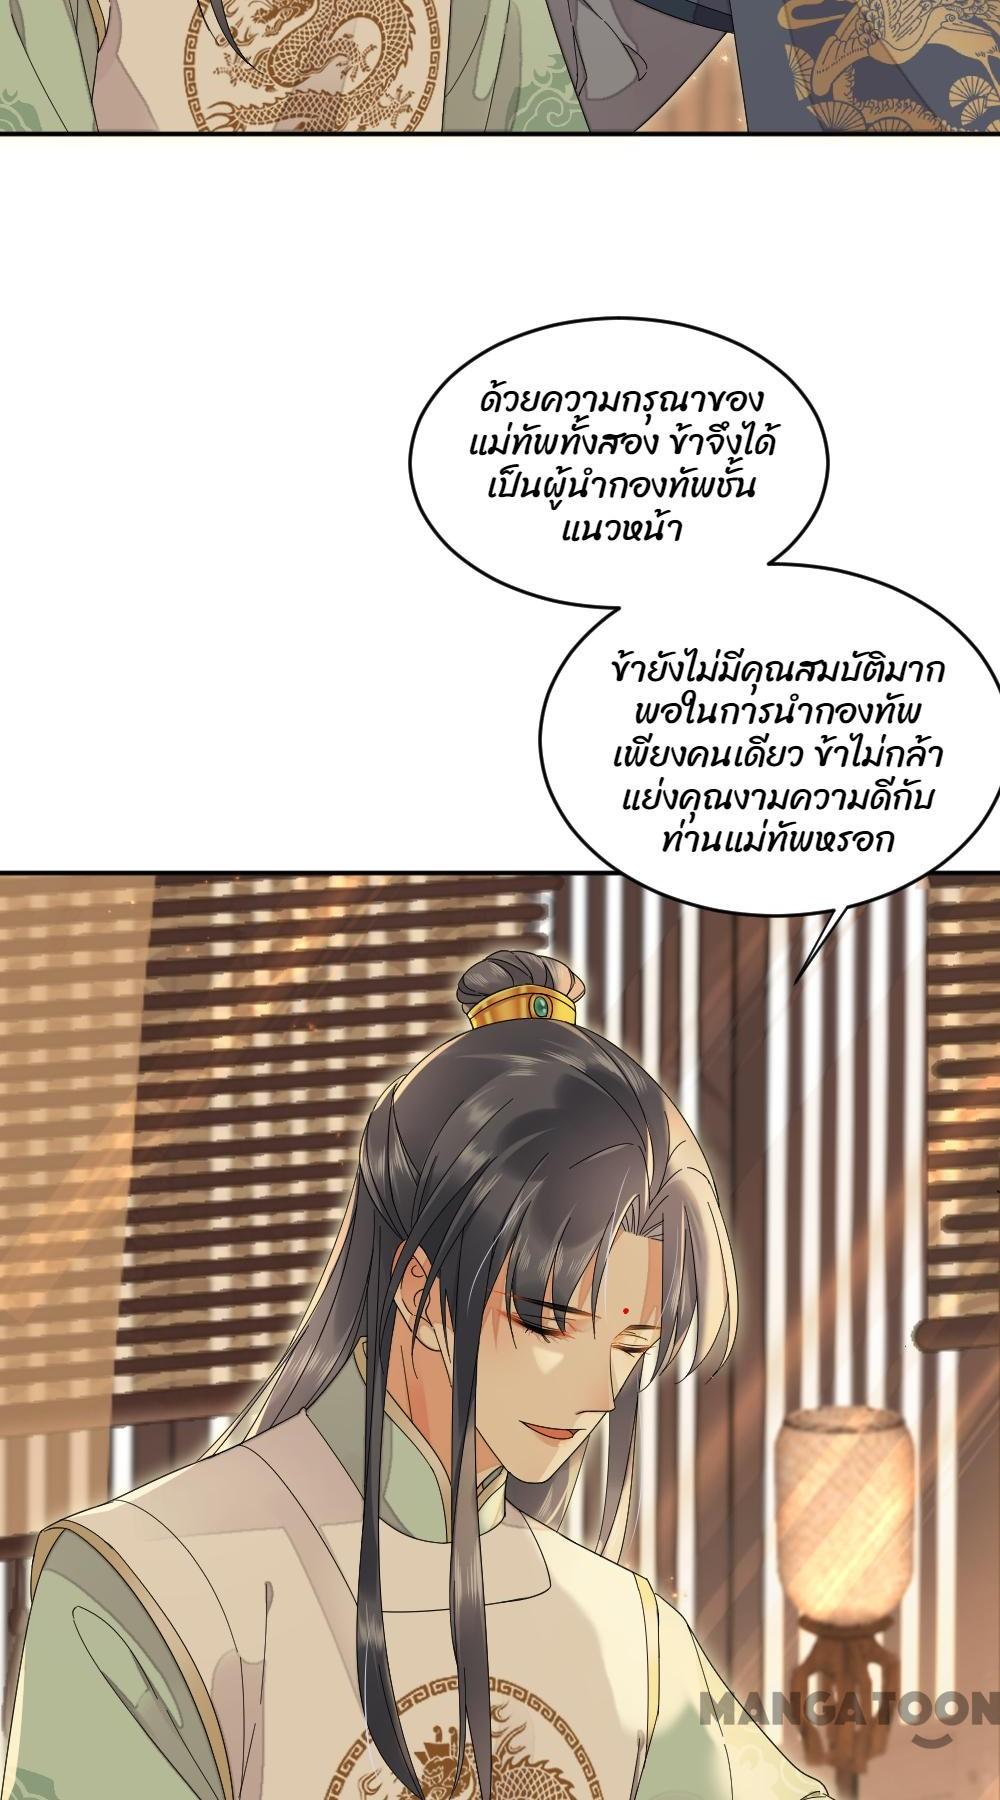 ด้วยความกรุณาของ
แม่ทัพทั้งสอง ข้าจึงได้
เป็นผู้นำกองทัพชั้น
แนวหน้า
ข้ายังไม่มีคุณสมบัติมาก
พอในการนำกองทัพ
เพียงคนเดียว ข้าไม่กล้า
แย่งคุณงามความดีกับ
ท่านแม่ทัพหรอก
MANGATOON